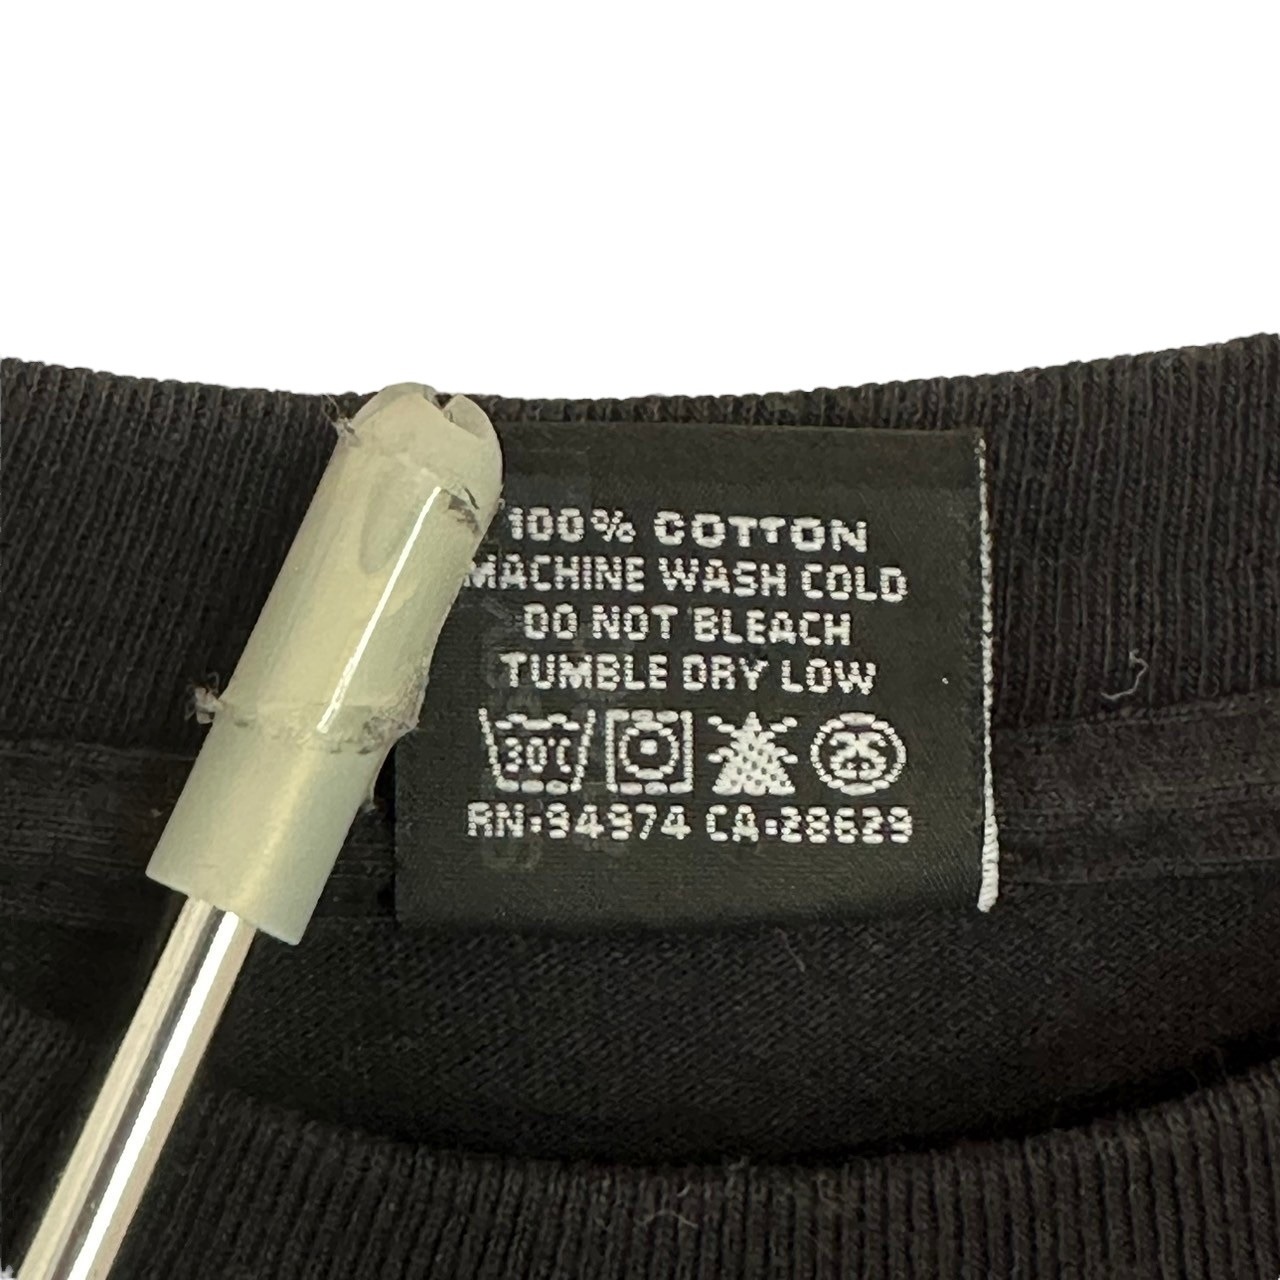 100% COTTON
MACHINE WASH COLD
DO NOT BLEACH
TUMBLE DRY LOW
30°C
RN:94974 CA:28629